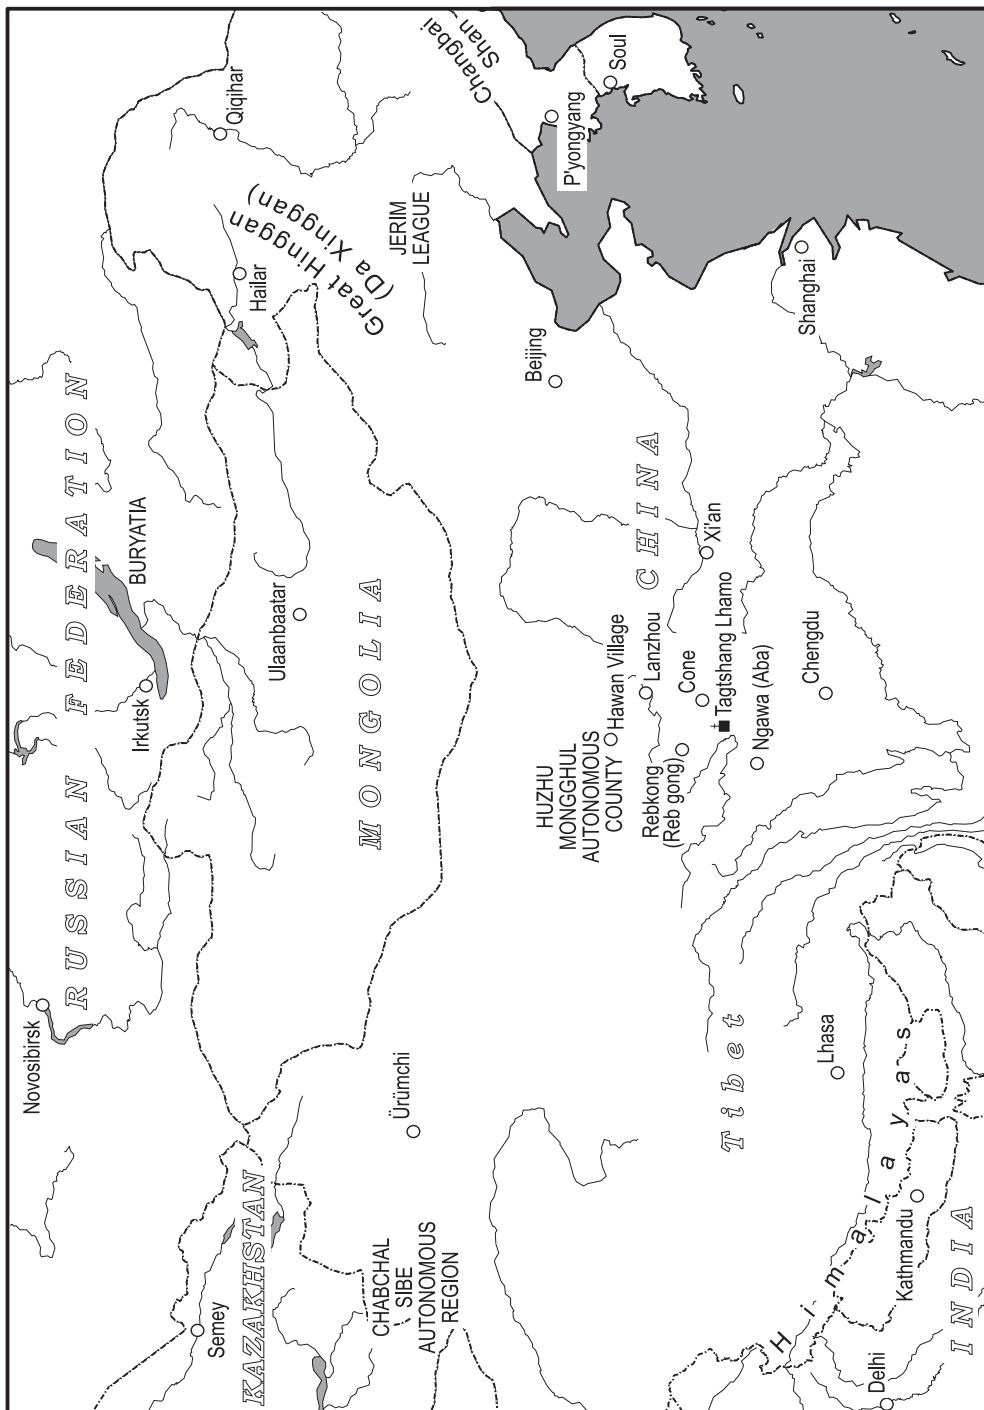 RUSSIAN FEDERATION
Novosibirsk
Irkutsk
BURYATIA
Qiqihar
Hailar
Great Hinggan
(Da Xinggan)
Changbai
Shan
Semey
KAZAKHSTAN
Ulaanbaatar
MONGOLIA
JERIM
LEAGUE
Ürümchi
CHABCHAL
SIBE
AUTONOMOUS
REGION
Beijing
P'yongyang
Soul
HUZHU
MONGGHUL
AUTONOMOUS
COUNTY
Hawan Village
CHINA
Lanzhou
Rebkong
(Reb gong)
Cone
Xi'an
Tagtshang Lhamo
Ngawa (Aba)
Tibet
Chengdu
Shanghai
Lhasa
Himalayas
Kathmandu
Delhi
INDIA